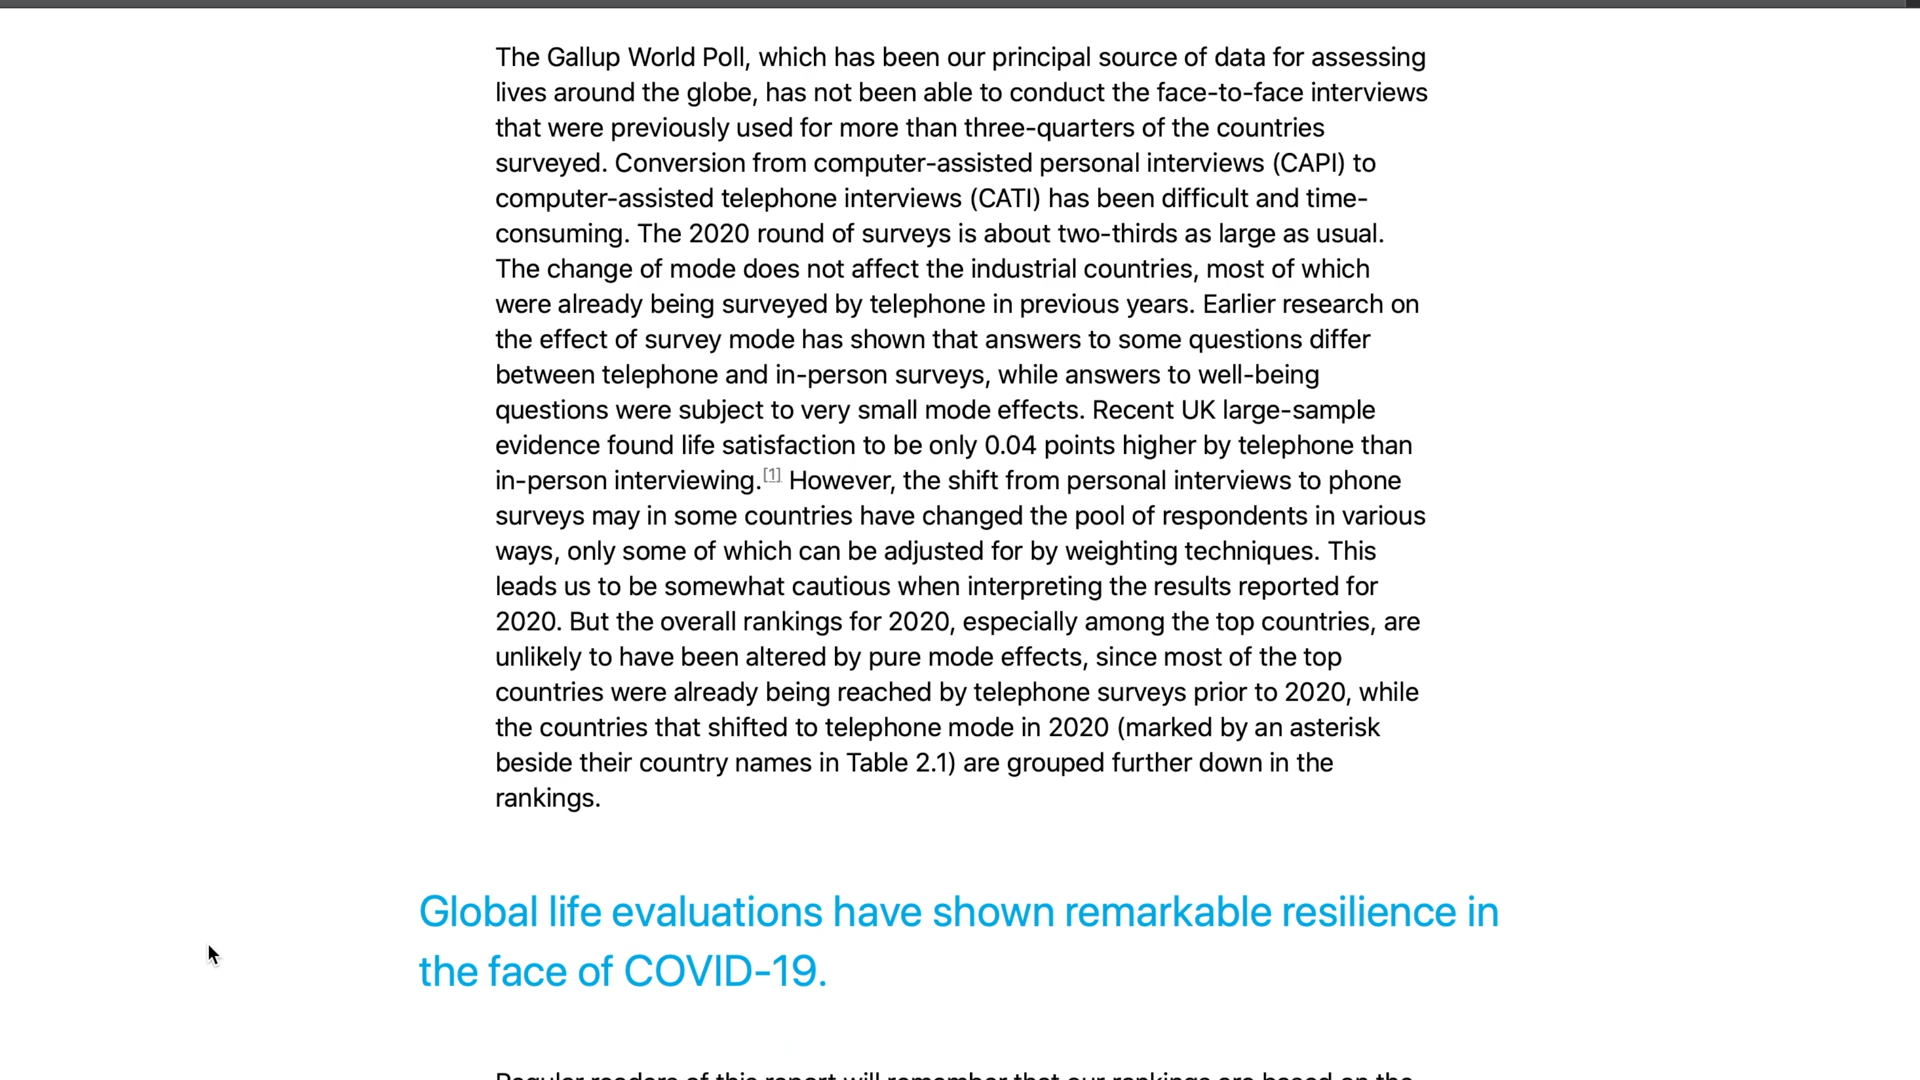 The Gallup World Poll, which has been our principal source of data for assessing
lives around the globe, has not been able to conduct the face-to-face interviews
that were previously used for more than three-quarters of the countries
surveyed. Conversion from computer-assisted personal interviews (CAPI) to
computer-assisted telephone interviews (CATI) has been difficult and time-
consuming. The 2020 round of surveys is about two-thirds as large as usual.
The change of mode does not affect the industrial countries, most of which
were already being surveyed by telephone in previous years. Earlier research on
the effect of survey mode has shown that answers to some questions differ
between telephone and in-person surveys, while answers to well-being
questions were subject to very small mode effects. Recent UK large-sample
evidence found life satisfaction to be only 0.04 points higher by telephone than
in-person interviewing.[1] However, the shift from personal interviews to phone
surveys may in some countries have changed the pool of respondents in various
ways, only some of which can be adjusted for by weighting techniques. This
leads us to be somewhat cautious when interpreting the results reported for
2020. But the overall rankings for 2020, especially among the top countries, are
unlikely to have been altered by pure mode effects, since most of the top
countries were already being reached by telephone surveys prior to 2020, while
the countries that shifted to telephone mode in 2020 (marked by an asterisk
beside their country names in Table 2.1) are grouped further down in the
rankings.
Global life evaluations have shown remarkable resilience in
the face of COVID-19.
Regular readers of this report will remember that our rankings are based on the